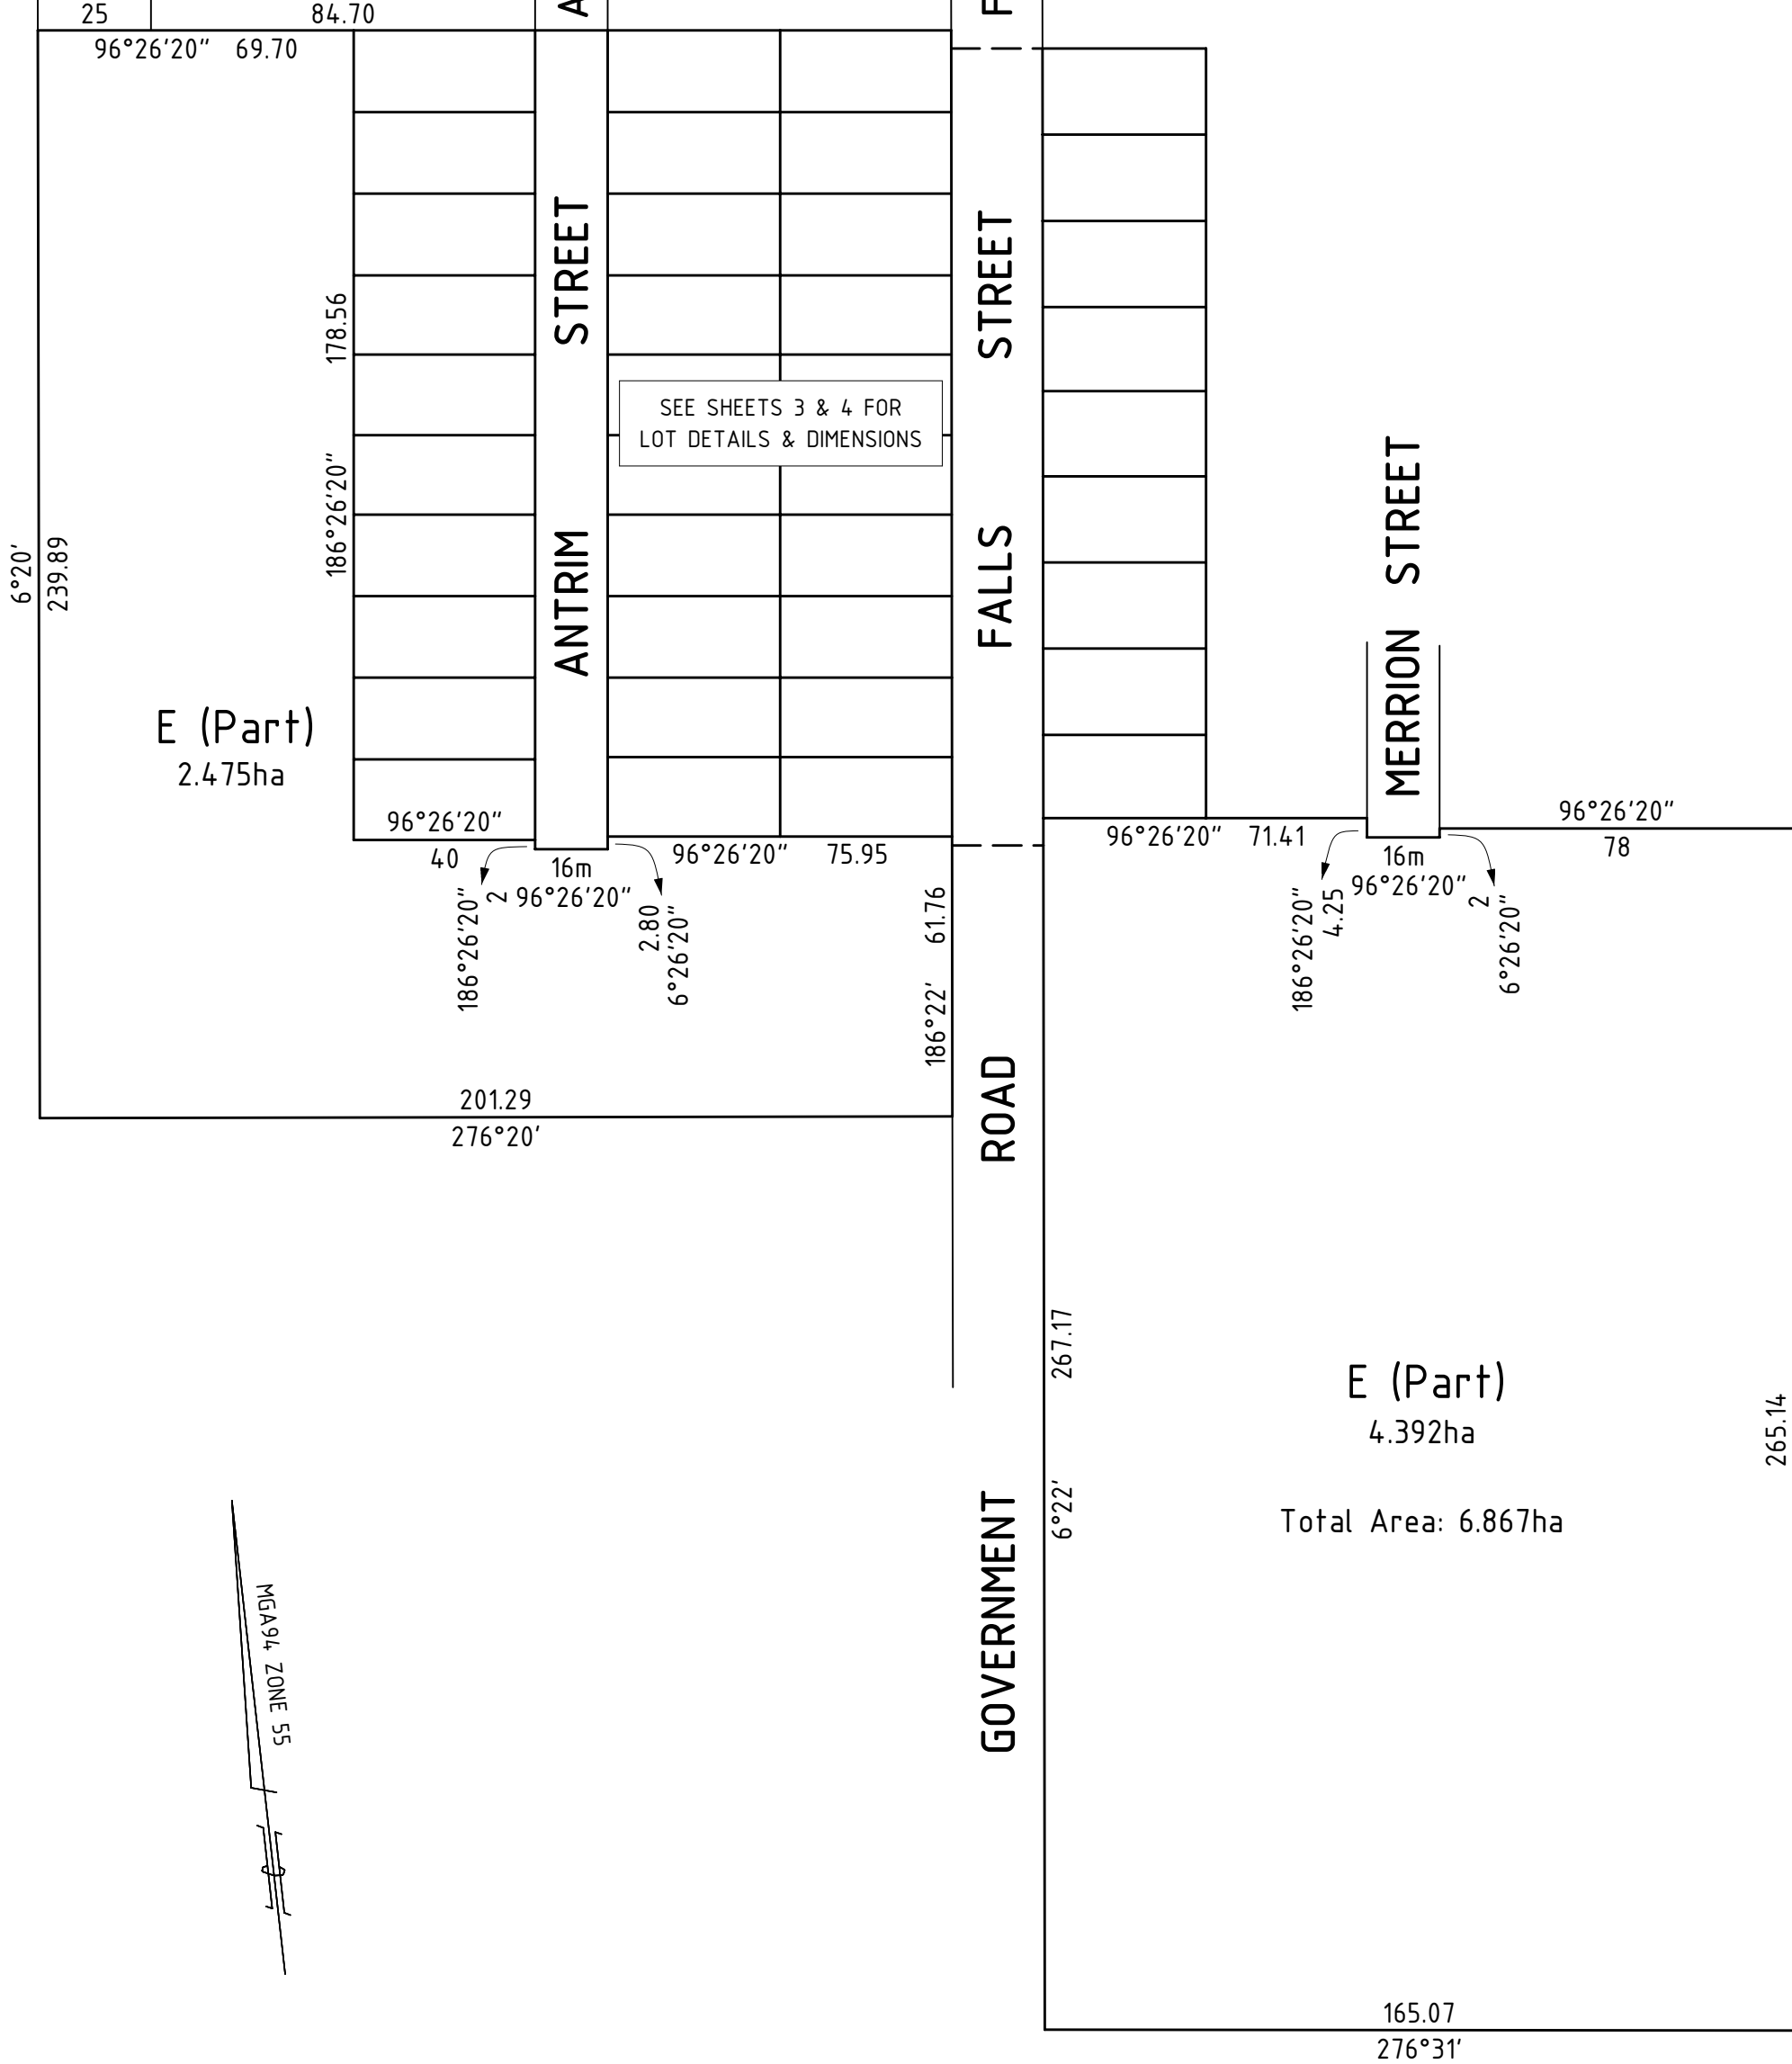 25
84.70
96°26'20" 69.70
A
F
178.56
186°26'20"
6°20'
239.89
ANTRIM STREET
SEE SHEETS 3 & 4 FOR
LOT DETAILS & DIMENSIONS
FALLS STREET
MERRION STREET
E (Part)
2.475ha
96°26'20"
40
16m
96°26'20"
186°26'20"
2
2.80
6°26'20"
96°26'20" 75.95
186°22' 61.76
96°26'20" 71.41
16m
96°26'20"
186°26'20"
4.25
2
6°26'20"
96°26'20"
78
201.29
276°20'
GOVERNMENT ROAD
6°22' 267.17
E (Part)
4.392ha
Total Area: 6.867ha
265.14
MGA94 ZONE 55
165.07
276°31'